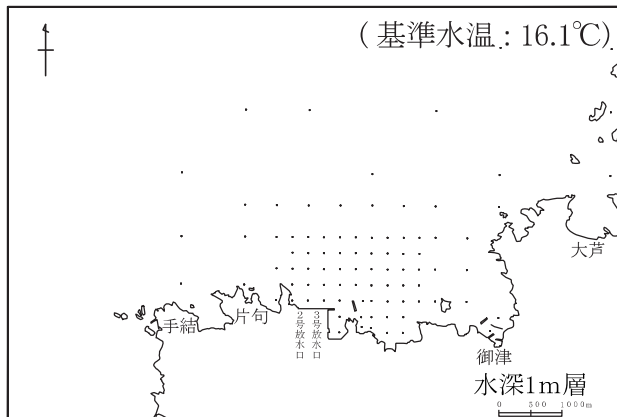 (基準水温:16.1℃)
大芦
手結
片句
2号放水口
3号放水口
御津
水深1m層
0 500 1000m